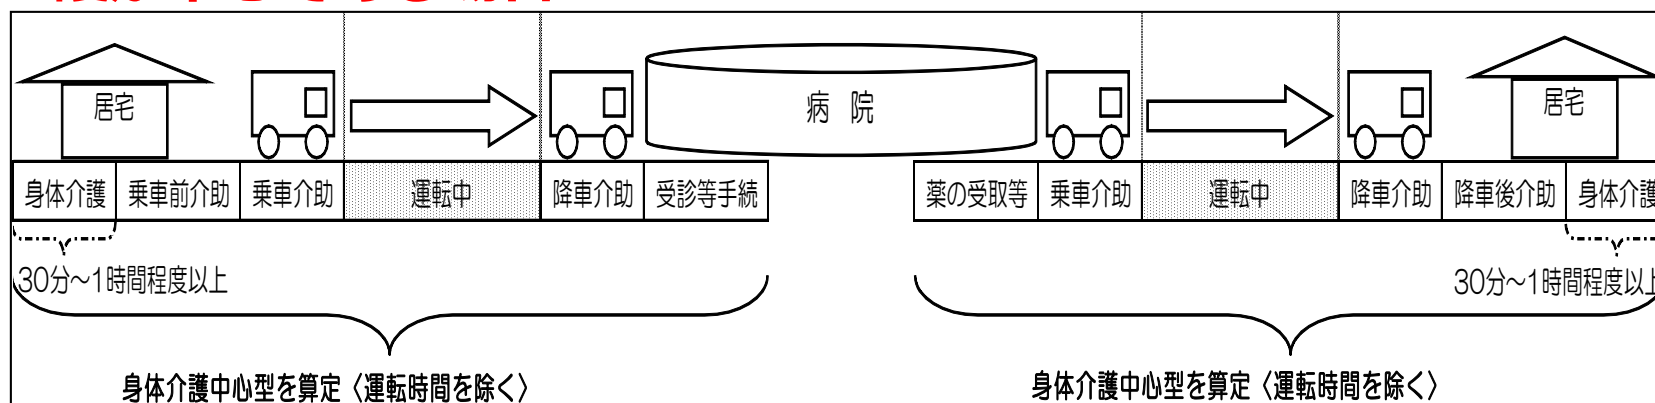 居宅
病 院
居宅
身体介護 乗車前介助 乗車介助 運転中 降車介助 受診等手続 薬の受取等 乗車介助 運転中 降車介助 降車後介助 身体介護
30分～1時間程度以上 30分～1時間程度以上
身体介護中心型を算定〈運転時間を除く〉 身体介護中心型を算定〈運転時間を除く〉